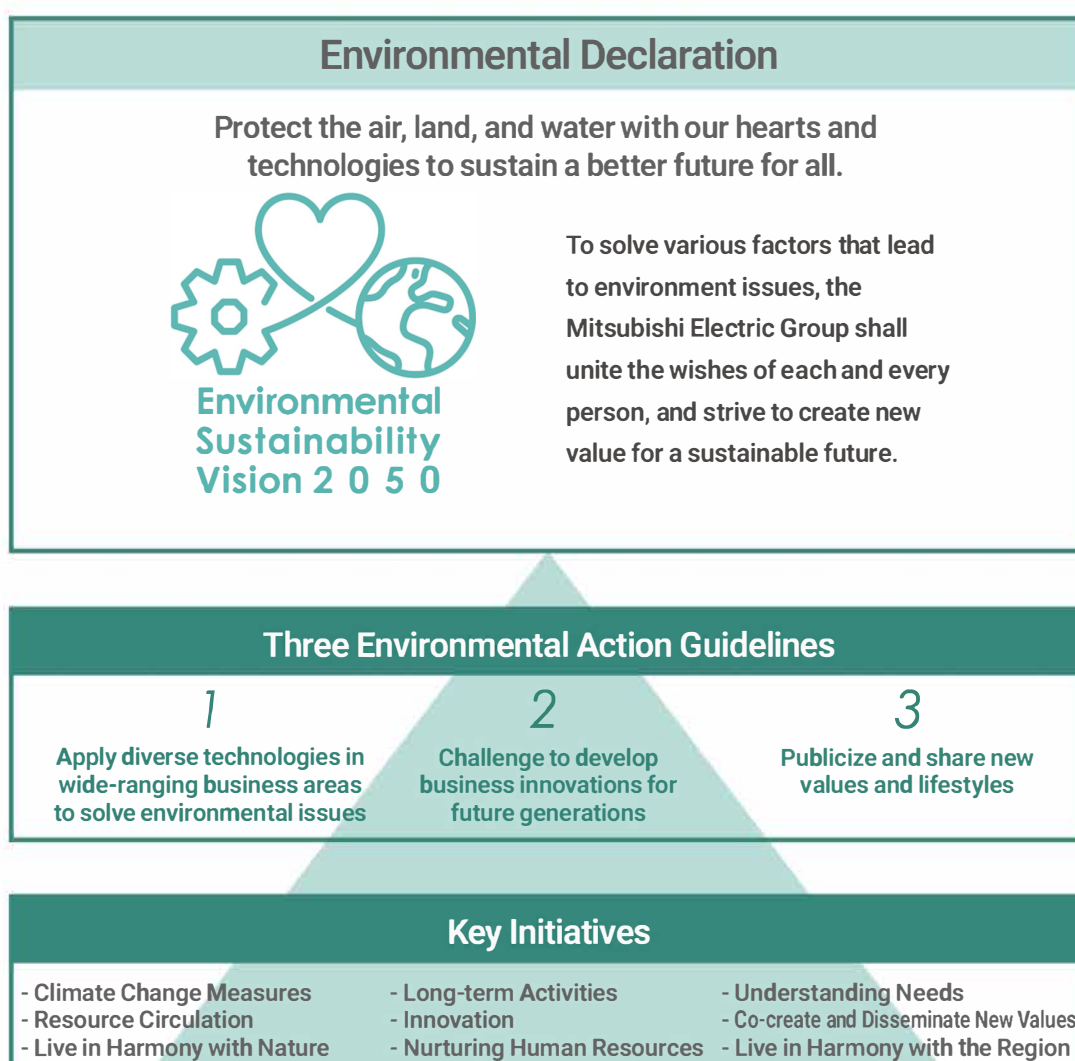 Environmental Declaration
Protect the air, land, and water with our hearts and
technologies to sustain a better future for all.
Environmental
Sustainability
Vision 2 0 5 0
To solve various factors that lead
to environment issues, the
Mitsubishi Electric Group shall
unite the wishes of each and every
person, and strive to create new
value for a sustainable future.
Three Environmental Action Guidelines
1
Apply diverse technologies in
wide-ranging business areas
to solve environmental issues
2
Challenge to develop
business innovations for
future generations
3
Publicize and share new
values and lifestyles
Key Initiatives
- Climate Change Measures
- Resource Circulation
- Live in Harmony with Nature
- Long-term Activities
- Innovation
- Nurturing Human Resources
- Understanding Needs
- Co-create and Disseminate New Values
- Live in Harmony with the Region